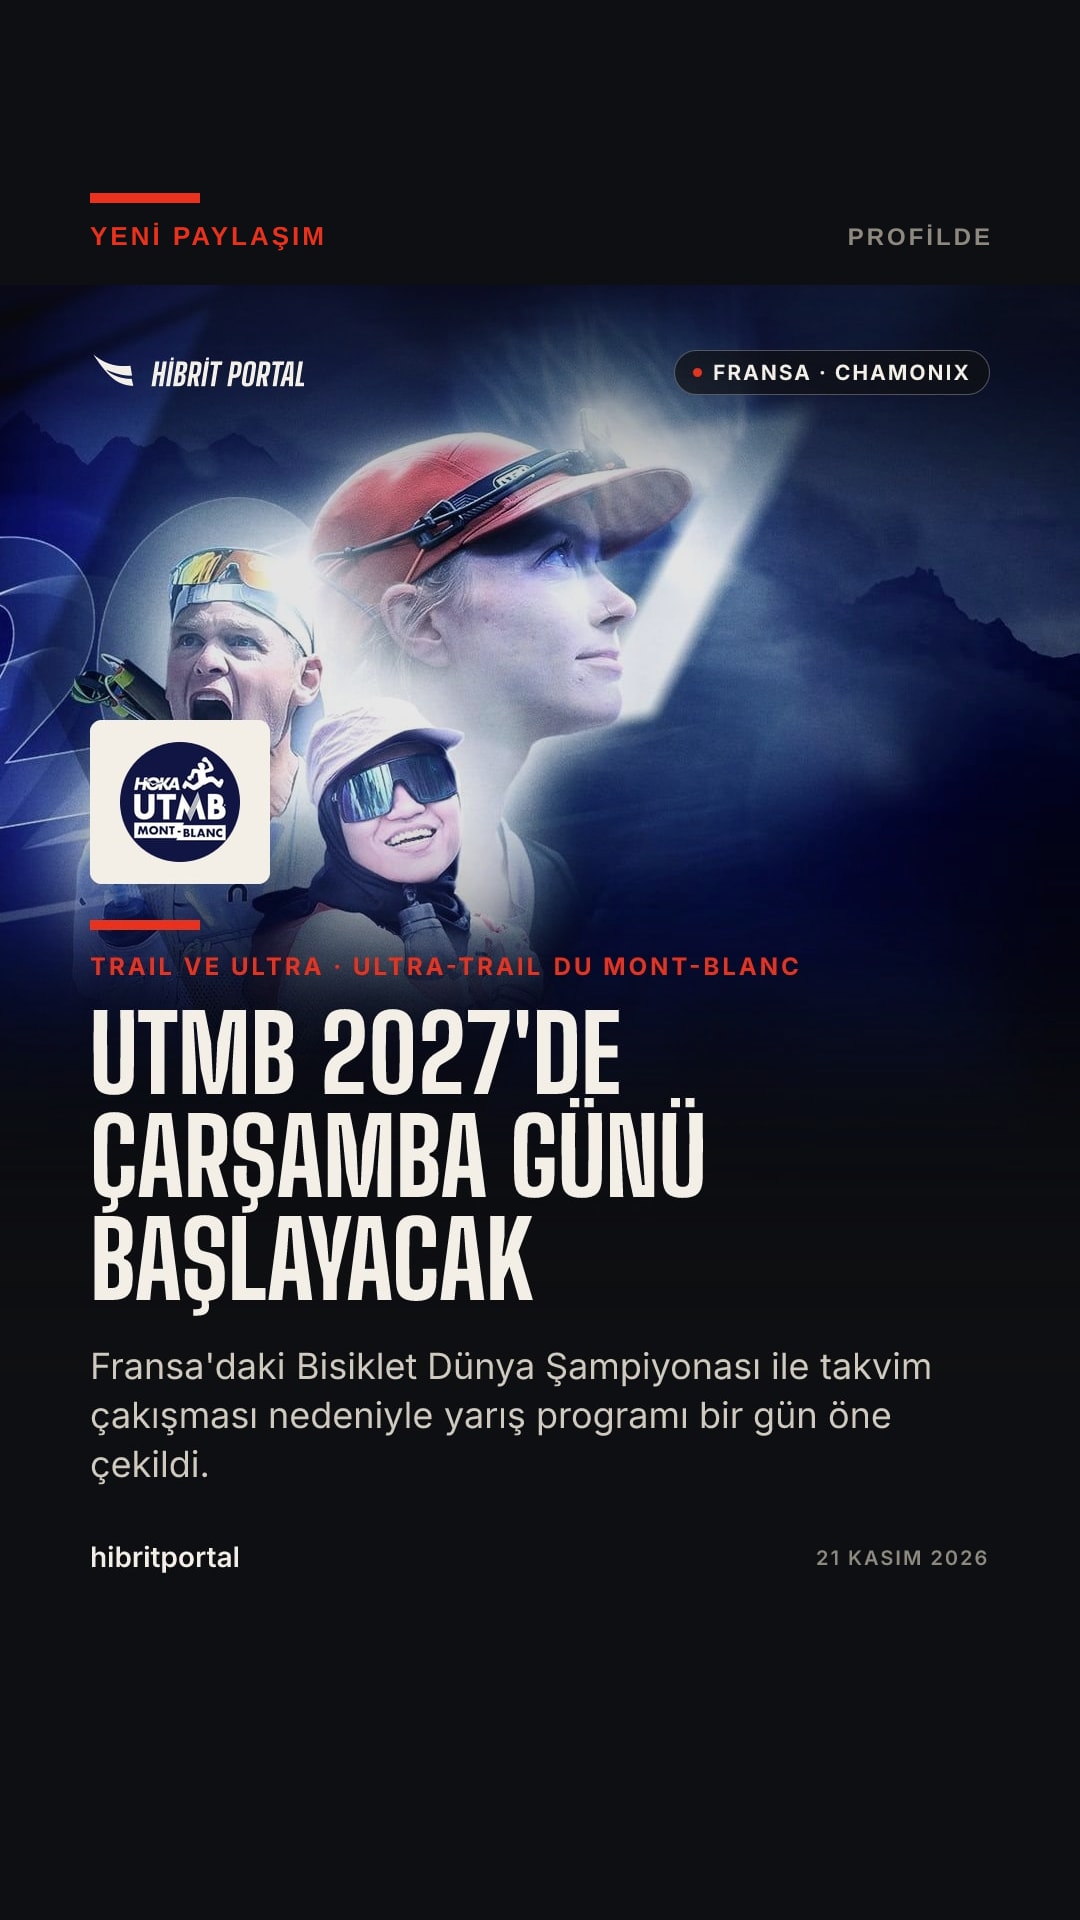 YENİ PAYLAŞIM
PROFİLDE
HİBRİT PORTAL
FRANSA · CHAMONIX
HOKA
UTMB
MONT-BLANC
TRAIL VE ULTRA · ULTRA-TRAIL DU MONT-BLANC
UTMB 2027'DE
ÇARŞAMBA GÜNÜ
BAŞLAYACAK
Fransa'daki Bisiklet Dünya Şampiyonası ile takvim
çakışması nedeniyle yarış programı bir gün öne
çekildi.
hibritportal
21 KASIM 2026